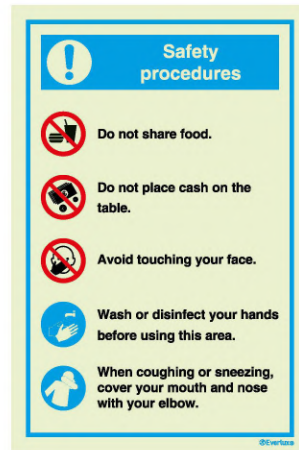 Safety
procedures
Do not share food.
Do not place cash on the
table.
Avoid touching your face.
Wash or disinfect your hands
before using this area.
When coughing or sneezing,
cover your mouth and nose
with your elbow.
©Everlux®